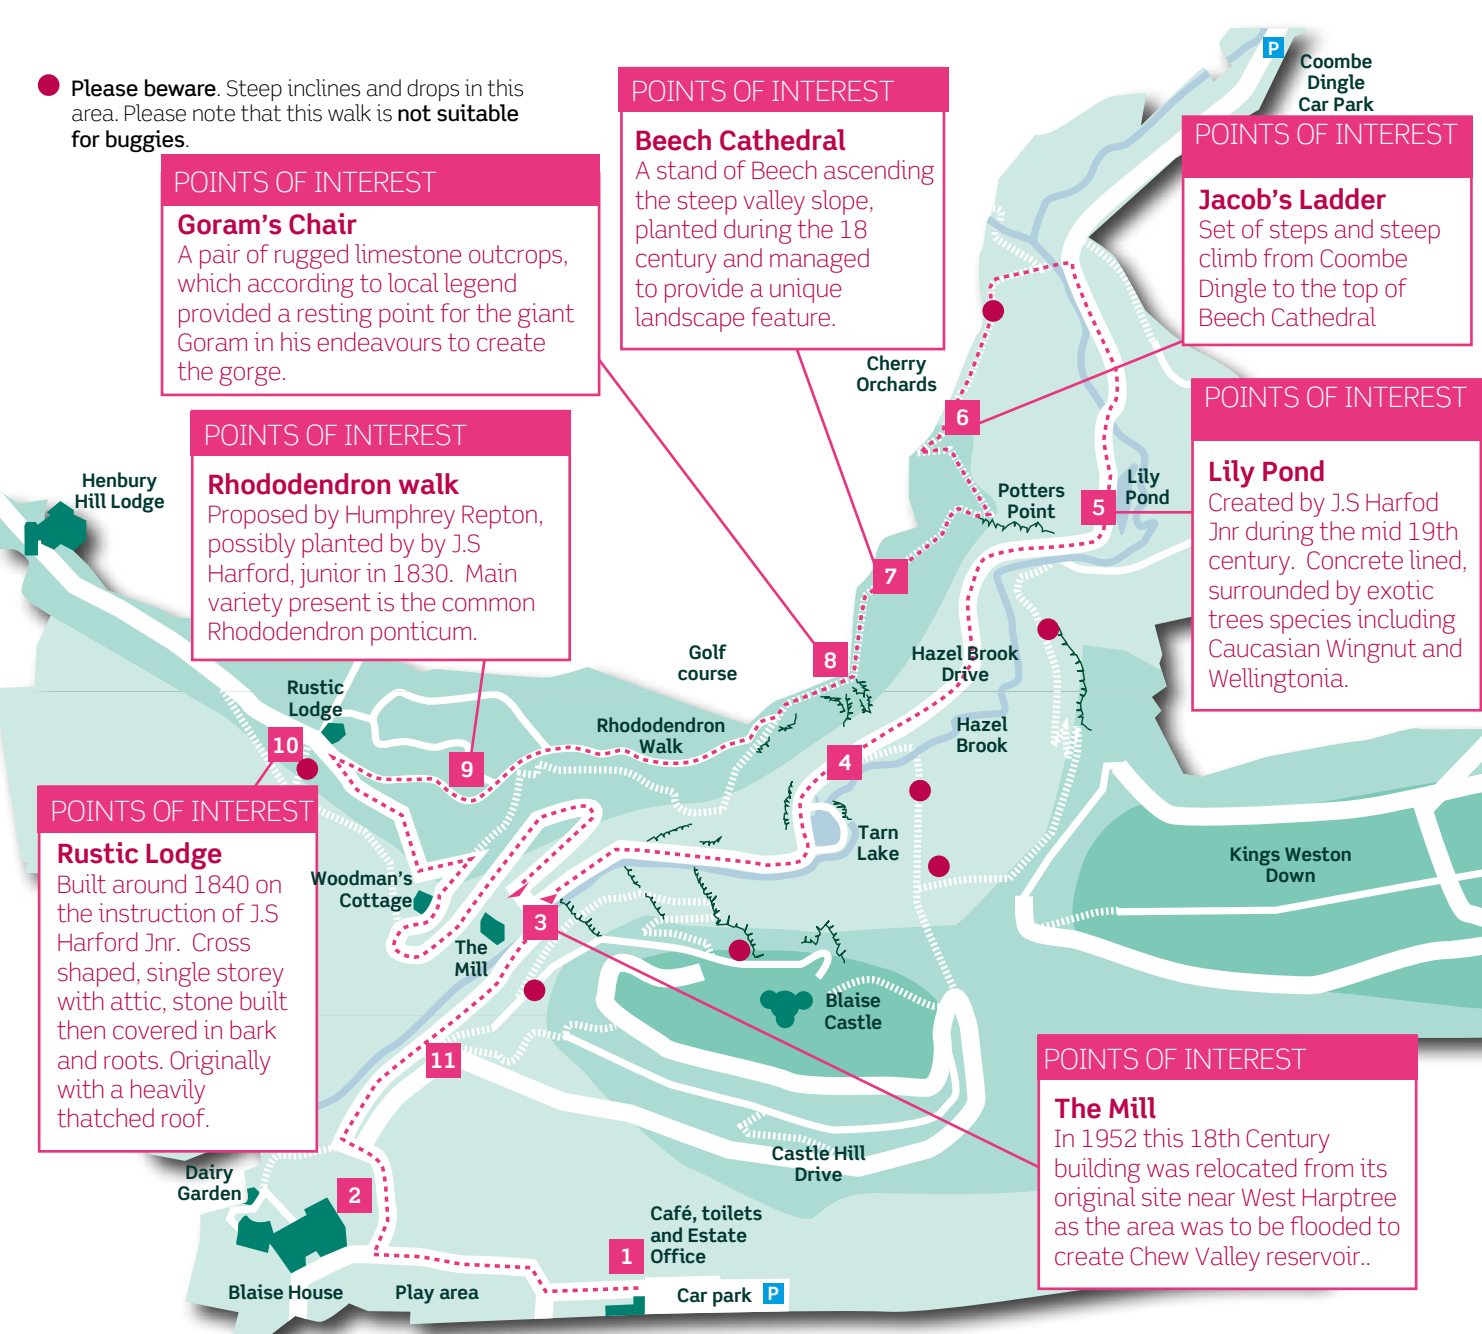 Please beware. Steep inclines and drops in this
area. Please note that this walk is not suitable
for buggies.
POINTS OF INTEREST
Goram's Chair
A pair of rugged limestone outcrops,
which according to local legend
provided a resting point for the giant
Goram in his endeavours to create
the gorge.
POINTS OF INTEREST
Beech Cathedral
A stand of Beech ascending
the steep valley slope,
planted during the 18
century and managed
to provide a unique
landscape feature.
P
Coombe
Dingle
Car Park
POINTS OF INTEREST
Jacob's Ladder
Set of steps and steep
climb from Coombe
Dingle to the top of
Beech Cathedral
Cherry
Orchards
6
POINTS OF INTEREST
Lily Pond
Created by J.S Harfod
Jnr during the mid 19th
century. Concrete lined,
surrounded by exotic
trees species including
Caucasian Wingnut and
Wellingtonia.
POINTS OF INTEREST
Rhododendron walk
Proposed by Humphrey Repton,
possibly planted by by J.S
Harford, junior in 1830. Main
variety present is the common
Rhododendron ponticum.
Henbury
Hill Lodge
Potters
Point
Lily
Pond
5
7
8
Golf
course
Hazel Brook
Drive
Rustic
Lodge
10
9
Rhododendron
Walk
Hazel
Brook
4
Tarn
Lake
Kings Weston
Down
POINTS OF INTEREST
Rustic Lodge
Built around 1840 on
the instruction of J.S
Harford Jnr. Cross
shaped, single storey
with attic, stone built
then covered in bark
and roots. Originally
with a heavily
thatched roof.
Woodman's
Cottage
3
The
Mill
Blaise
Castle
11
POINTS OF INTEREST
The Mill
In 1952 this 18th Century
building was relocated from its
original site near West Harptree
as the area was to be flooded to
create Chew Valley reservoir..
Castle Hill
Drive
Dairy
Garden
2
Café, toilets
and Estate
Office
1
Blaise House
Play area
Car park
P